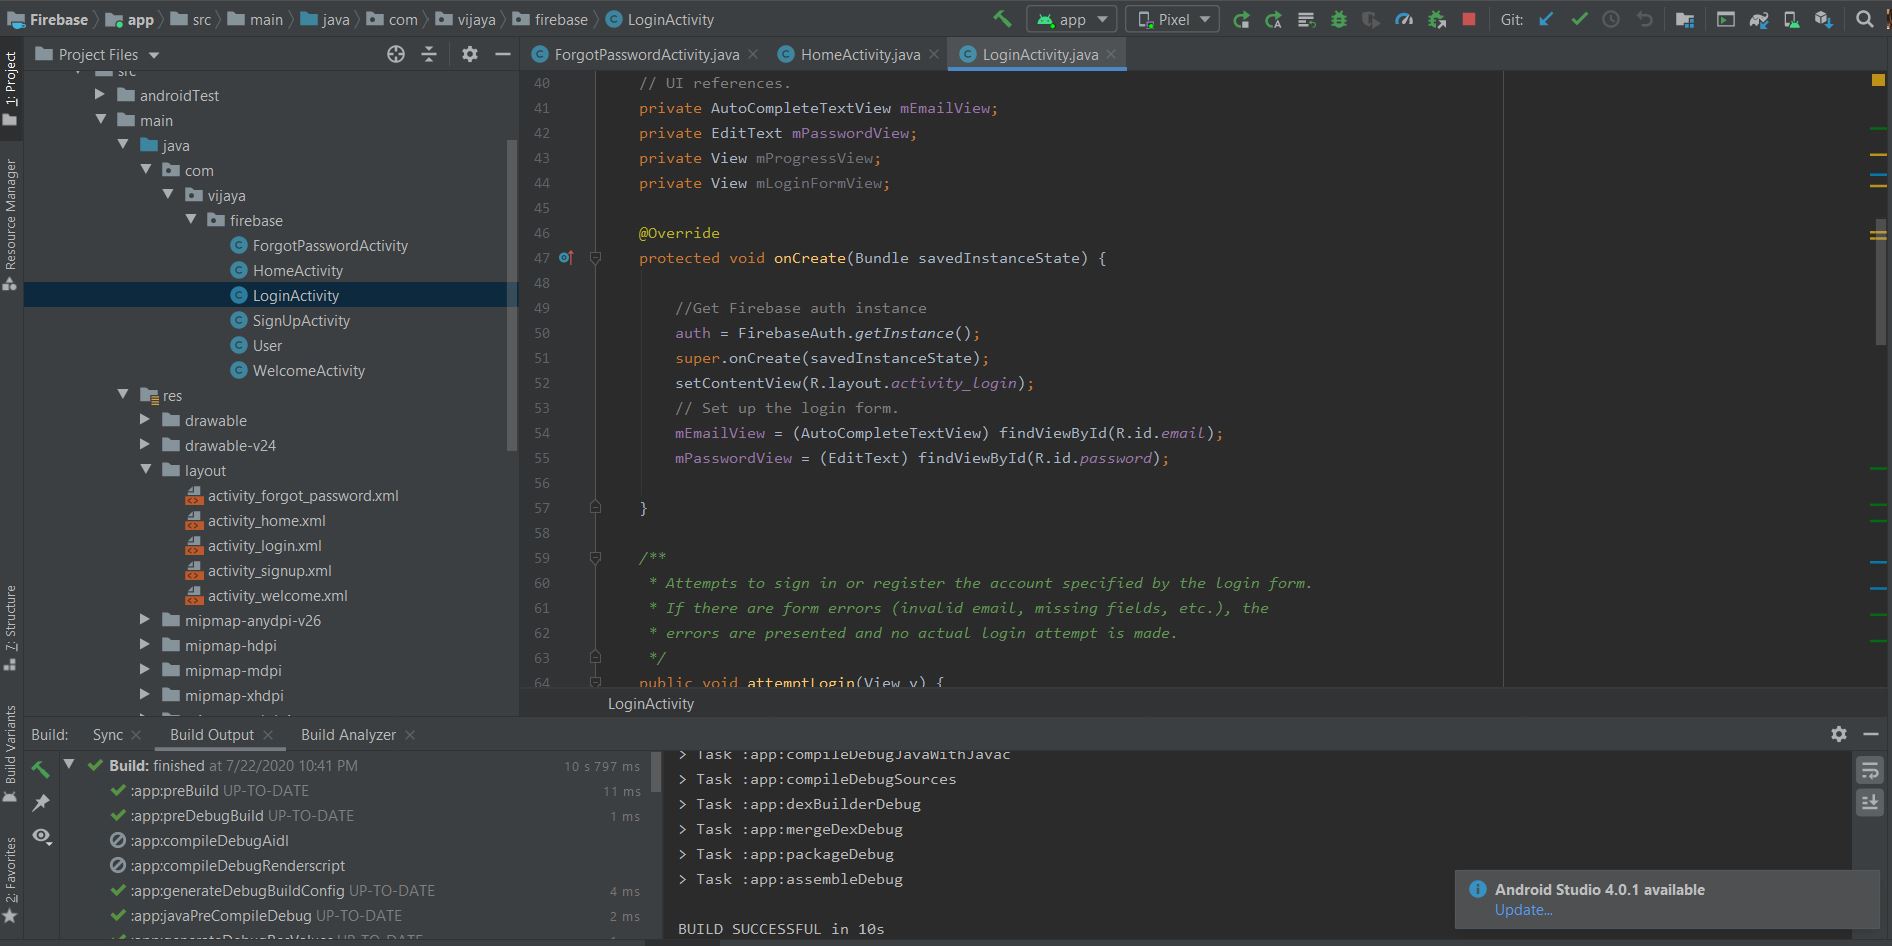 Firebase app src main java com vijaya firebase LoginActivity
app Pixel Git:
Project Files
ForgotPasswordActivity.java HomeActivity.java LoginActivity.java
1: Project
Resource Manager
7: Structure
Build Variants
2: Favorites
src
androidTest
main
java
com
vijaya
firebase
ForgotPasswordActivity
HomeActivity
LoginActivity
SignUpActivity
User
WelcomeActivity
res
drawable
drawable-v24
layout
activity_forgot_password.xml
activity_home.xml
activity_login.xml
activity_signup.xml
activity_welcome.xml
mipmap-anydpi-v26
mipmap-hdpi
mipmap-mdpi
mipmap-xhdpi
40 // UI references.
41 private AutoCompleteTextView mEmailView;
42 private EditText mPasswordView;
43 private View mProgressView;
44 private View mLoginFormView;
45
46 @Override
47 protected void onCreate(Bundle savedInstanceState) {
48
49 //Get Firebase auth instance
50 auth = FirebaseAuth.getInstance();
51 super.onCreate(savedInstanceState);
52 setContentView(R.layout.activity_login);
53 // Set up the login form.
54 mEmailView = (AutoCompleteTextView) findViewById(R.id.email);
55 mPasswordView = (EditText) findViewById(R.id.password);
56
57 }
58
59 /**
60 * Attempts to sign in or register the account specified by the login form.
61 * If there are form errors (invalid email, missing fields, etc.), the
62 * errors are presented and no actual login attempt is made.
63 */
64 public void attemptLogin(View v) {
LoginActivity
Build: Sync Build Output Build Analyzer
Build: finished at 7/22/2020 10:41 PM 10 s 797 ms
:app:preBuild UP-TO-DATE 11 ms
:app:preDebugBuild UP-TO-DATE 1 ms
:app:compileDebugAidl
:app:compileDebugRenderscript
:app:generateDebugBuildConfig UP-TO-DATE 4 ms
:app:javaPreCompileDebug UP-TO-DATE 2 ms
:app:generateDebugResValues UP-TO-DATE
> Task :app:compileDebugJavaWithJavac
> Task :app:compileDebugSources
> Task :app:dexBuilderDebug
> Task :app:mergeDexDebug
> Task :app:packageDebug
> Task :app:assembleDebug
BUILD SUCCESSFUL in 10s
Android Studio 4.0.1 available
Update...